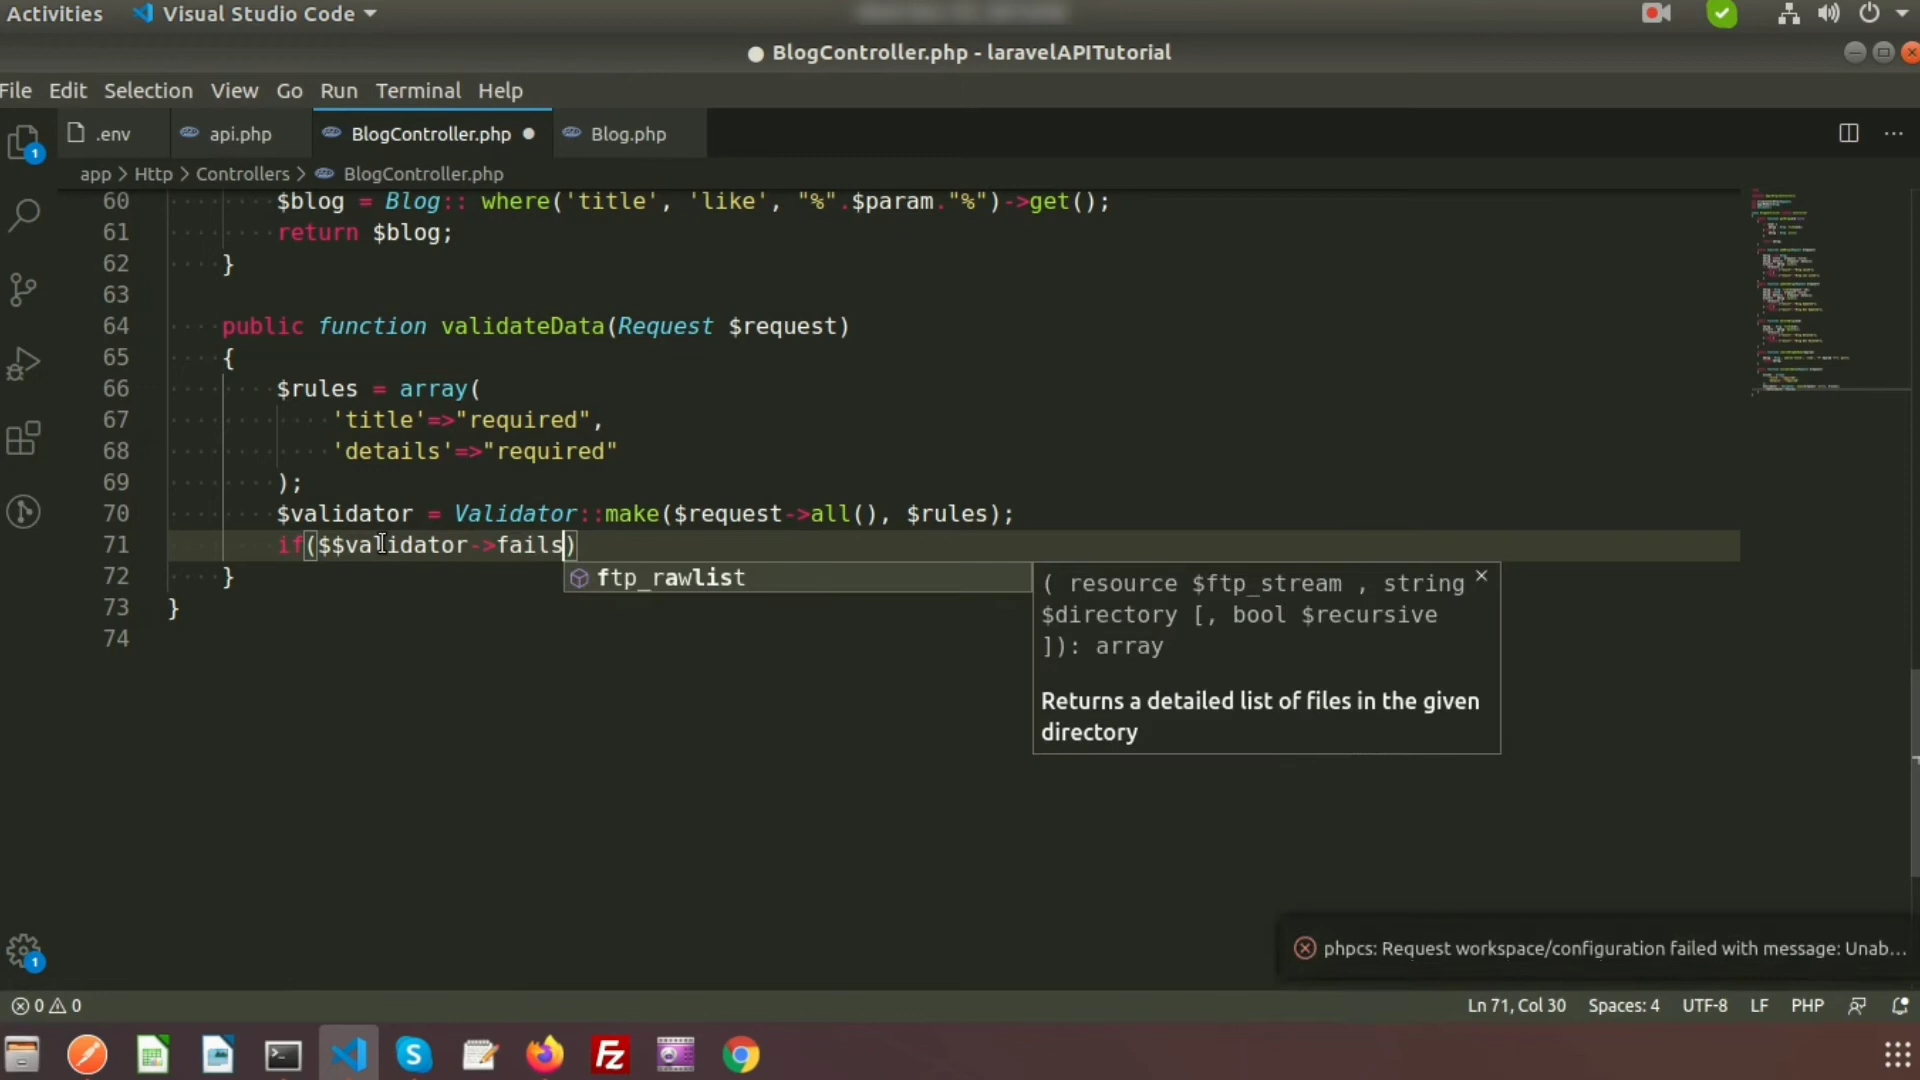 Activities
Visual Studio Code
BlogController.php - laravelAPITutorial
File Edit Selection View Go Run Terminal Help
.env
api.php
BlogController.php
Blog.php
app > Http > Controllers > BlogController.php
60 $blog = Blog:: where('title', 'like', "%".$param."%")->get();
61 return $blog;
62 }
63
64 public function validateData(Request $request)
65 {
66 $rules = array(
67 'title'=>"required",
68 'details'=>"required"
69 );
70 $validator = Validator::make($request->all(), $rules);
71 if($$validator->fails)
72 }
73 }
74
ftp_rawlist
( resource $ftp_stream , string
$directory [, bool $recursive
]): array
Returns a detailed list of files in the given
directory
1
1
phpcs: Request workspace/configuration failed with message: Unab...
0 0
Ln 71, Col 30
Spaces: 4
UTF-8
LF
PHP
Fz